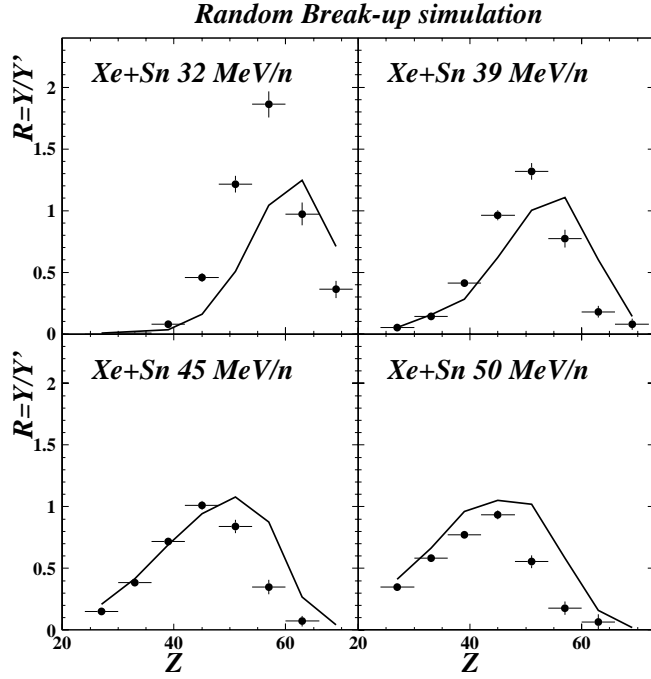 Random Break-up simulation
R=Y/Y'
2
1.5
1
0.5
0
Xe+Sn 32 MeV/n
Xe+Sn 39 MeV/n
R=Y/Y'
2
1.5
1
0.5
0
Xe+Sn 45 MeV/n
Xe+Sn 50 MeV/n
20 40 60
40 60
Z Z